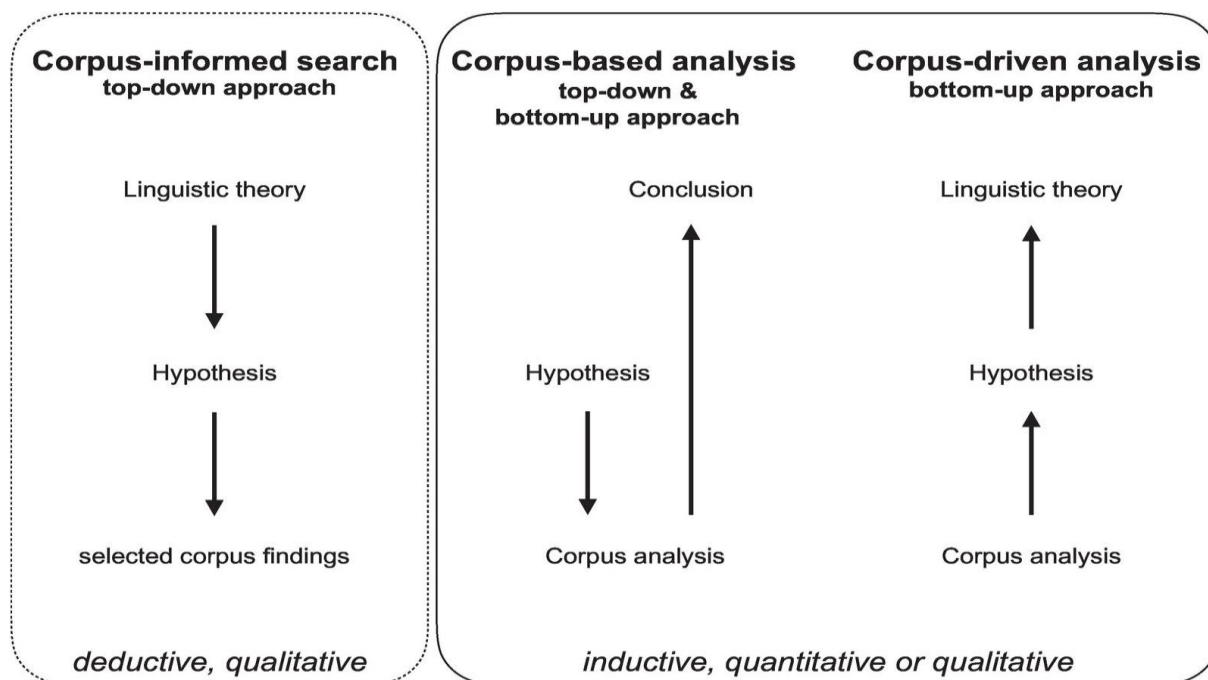 Corpus-informed search
top-down approach
Linguistic theory
Hypothesis
selected corpus findings
deductive, qualitative
Corpus-based analysis
top-down &
bottom-up approach
Conclusion
Hypothesis
Corpus analysis
Corpus-driven analysis
bottom-up approach
Linguistic theory
Hypothesis
Corpus analysis
inductive, quantitative or qualitative